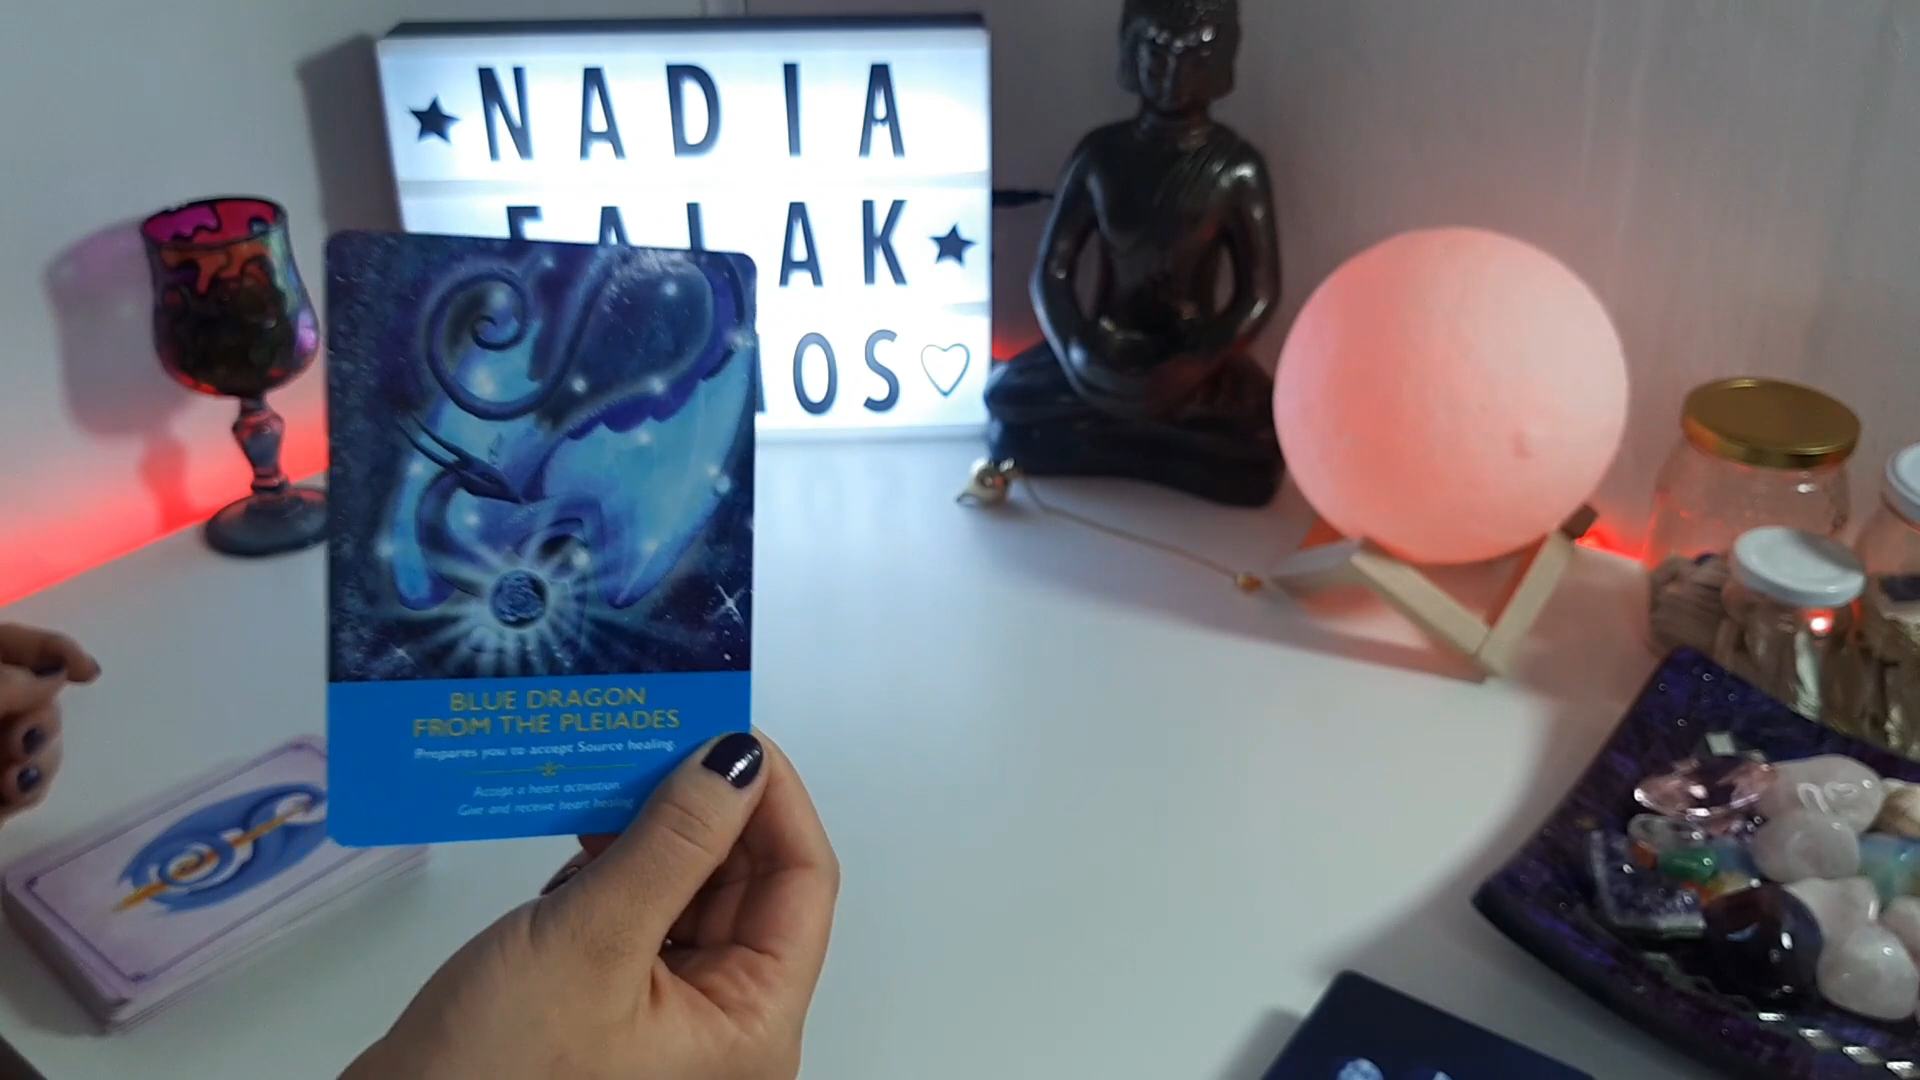 ★ NADIA
FALAK ★
OS ♡
BLUE DRAGON
FROM THE PLEIADES
Prepares you to accept Source healing.
Accept a heart activation.
Give and receive heart healing.